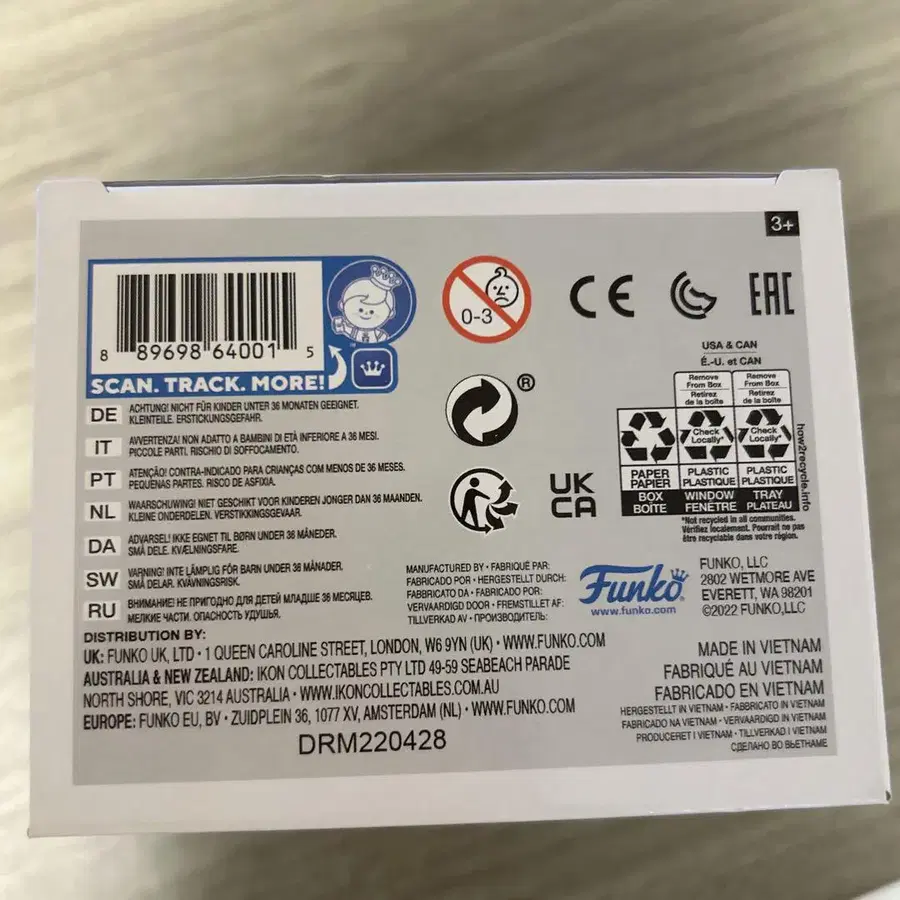 3+
8 89698 64001 5
SCAN. TRACK. MORE!
0-3
CE
EAC
®
UK
CA
USA & CAN
É.-U. et CAN
Remove
From Box
Retirez
de la boîte
Remove
From Box
Retirez
de la boîte
Check
Locally*
Check
Locally*
PAPER
PAPIER
PLASTIC
PLASTIQUE
PLASTIC
PLASTIQUE
BOX
BOÎTE
WINDOW
FENÊTRE
TRAY
PLATEAU
how2recycle.info
*Not recycled in all communities.
Vérifiez localement. Pourrait ne pas
être recyclable dans votre région.
DE ACHTUNG! NICHT FÜR KINDER UNTER 36 MONATEN GEEIGNET.
KLEINTEILE. ERSTICKUNGSGEFAHR.
IT AVVERTENZA! NON ADATTO A BAMBINI DI ETÀ INFERIORE A 36 MESI.
PICCOLE PARTI. RISCHIO DI SOFFOCAMENTO.
PT ATENÇÃO! CONTRA-INDICADO PARA CRIANÇAS COM MENOS DE 36 MESES.
PEQUENAS PARTES. RISCO DE ASFIXIA.
NL WAARSCHUWING! NIET GESCHIKT VOOR KINDEREN JONGER DAN 36 MAANDEN.
KLEINE ONDERDELEN. VERSTIKKINGSGEVAAR.
DA ADVARSEL! IKKE EGNET TIL BØRN UNDER 36 MÅNEDER.
SMÅ DELE. KVÆLNINGSFARE.
SW VARNING! INTE LÄMPLIG FÖR BARN UNDER 36 MÅNADER.
SMÅ DELAR. KVÄVNINGSRISK.
RU ВНИМАНИЕ! НЕ ПРИГОДНО ДЛЯ ДЕТЕЙ МЛАДШЕ 36 МЕСЯЦЕВ.
МЕЛКИЕ ЧАСТИ. ОПАСНОСТЬ УДУШЬЯ.
MANUFACTURED BY • FABRIQUÉ PAR:
FABRICADO POR • HERGESTELLT DURCH:
FABBRICATO DA • FABRICADO POR:
VERVAARDIGD DOOR • FREMSTILLET AF:
TILLVERKAD AV • ПРОИЗВОДИТЕЛЬ:
Funko
www.funko.com
FUNKO, LLC
2802 WETMORE AVE
EVERETT, WA 98201
©2022 FUNKO,LLC
DISTRIBUTION BY:
UK: FUNKO UK, LTD • 1 QUEEN CAROLINE STREET, LONDON, W6 9YN (UK) • WWW.FUNKO.COM
AUSTRALIA & NEW ZEALAND: IKON COLLECTABLES PTY LTD 49-59 SEABEACH PARADE
NORTH SHORE, VIC 3214 AUSTRALIA • WWW.IKONCOLLECTABLES.COM.AU
EUROPE: FUNKO EU, BV • ZUIDPLEIN 36, 1077 XV, AMSTERDAM (NL) • WWW.FUNKO.COM
DRM220428
MADE IN VIETNAM
FABRIQUÉ AU VIETNAM
FABRICADO EN VIETNAM
HERGESTELLT IN VIETNAM • FABBRICATO IN VIETNAM
FABRICADO NA VIETNAM • VERVAARDIGD IN VIETNAM
PRODUCERET I VIETNAM • TILLVERKAD I VIETNAM
СДЕЛАНО ВО ВЬЕТНАМЕ